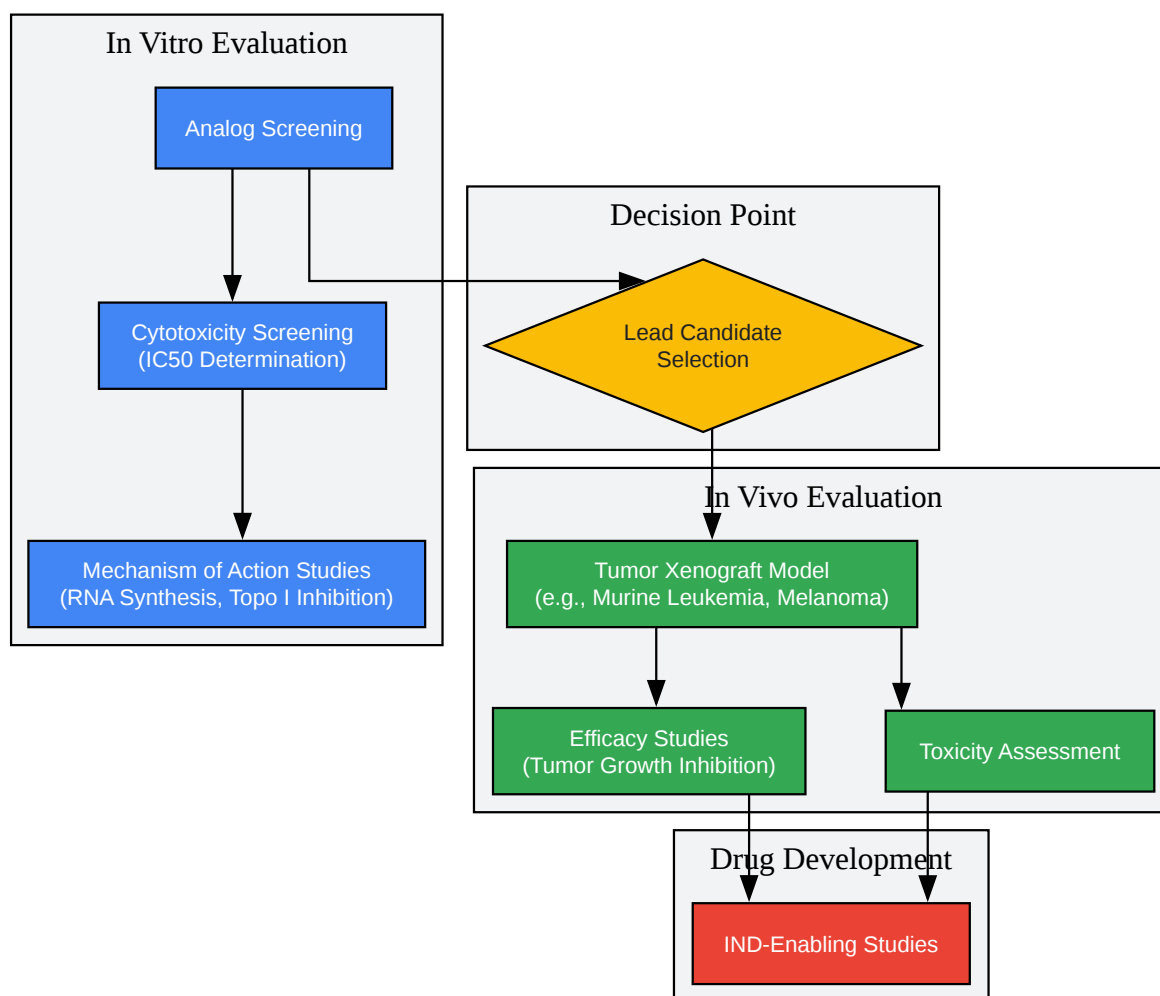 In Vitro Evaluation
Analog Screening
Decision Point
Cytotoxicity Screening
(IC50 Determination)
Lead Candidate
Selection
In Vivo Evaluation
Mechanism of Action Studies
(RNA Synthesis, Topo I Inhibition)
Tumor Xenograft Model
(e.g., Murine Leukemia, Melanoma)
Efficacy Studies
(Tumor Growth Inhibition)
Toxicity Assessment
Drug Development
IND-Enabling Studies